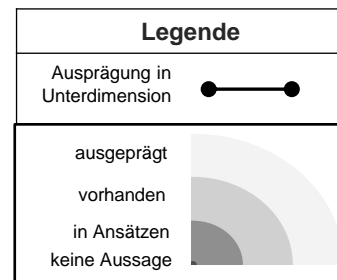 Legende
Ausprägung in
Unterdimension
ausgeprägt
vorhanden
in Ansätzen
keine Aussage